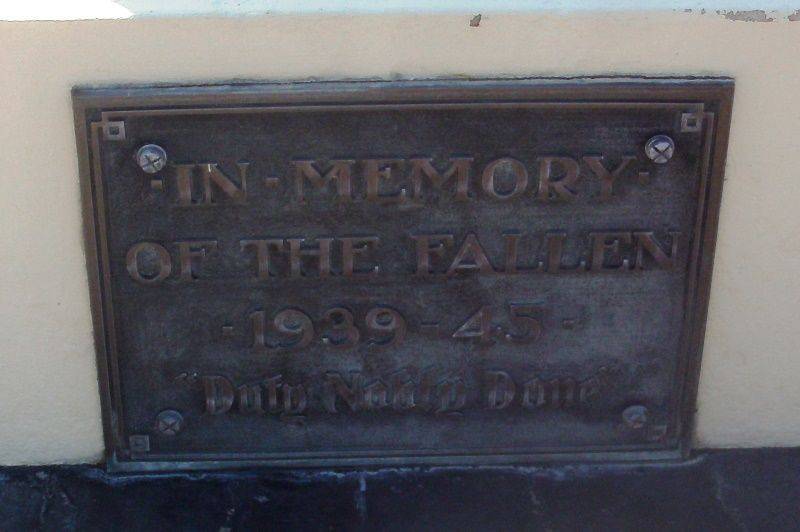 · IN · MEMORY ·
OF THE FALLEN
- 1939 - 45 -
"Duty Nobly Done"